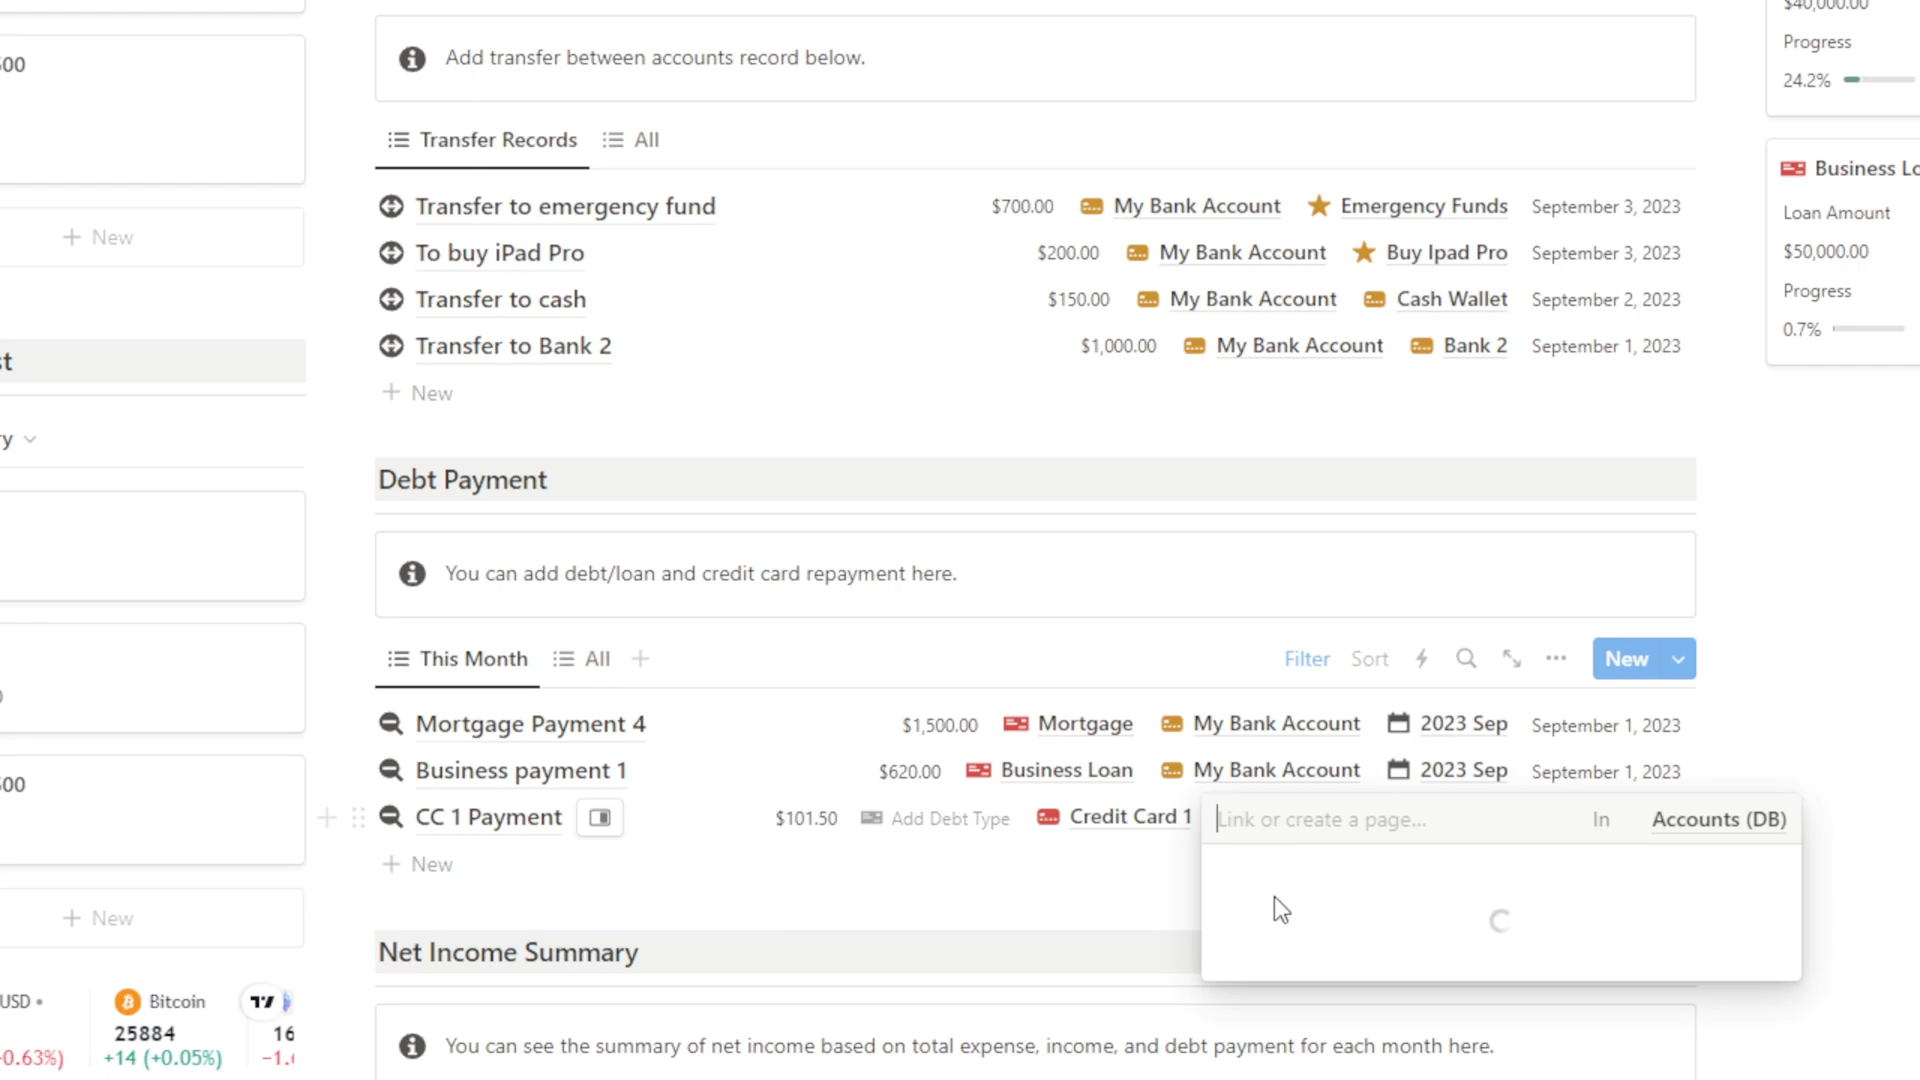 $40,000.00
Add transfer between accounts record below.
Progress
24.2%
Transfer Records
All
Transfer to emergency fund $700.00 My Bank Account Emergency Funds September 3, 2023
To buy iPad Pro $200.00 My Bank Account Buy Ipad Pro September 3, 2023
Transfer to cash $150.00 My Bank Account Cash Wallet September 2, 2023
Transfer to Bank 2 $1,000.00 My Bank Account Bank 2 September 1, 2023
+ New
Business Lo
Loan Amount
$50,000.00
Progress
0.7%
+ New
Debt Payment
You can add debt/loan and credit card repayment here.
This Month
All
+
Filter Sort New
Mortgage Payment 4 $1,500.00 Mortgage My Bank Account 2023 Sep September 1, 2023
Business payment 1 $620.00 Business Loan My Bank Account 2023 Sep September 1, 2023
CC 1 Payment $101.50 Add Debt Type Credit Card 1
Link or create a page... In Accounts (DB)
+ New
+ New
Net Income Summary
You can see the summary of net income based on total expense, income, and debt payment for each month here.
USD
Bitcoin
25884
+14 (+0.05%)
0.63%)
16